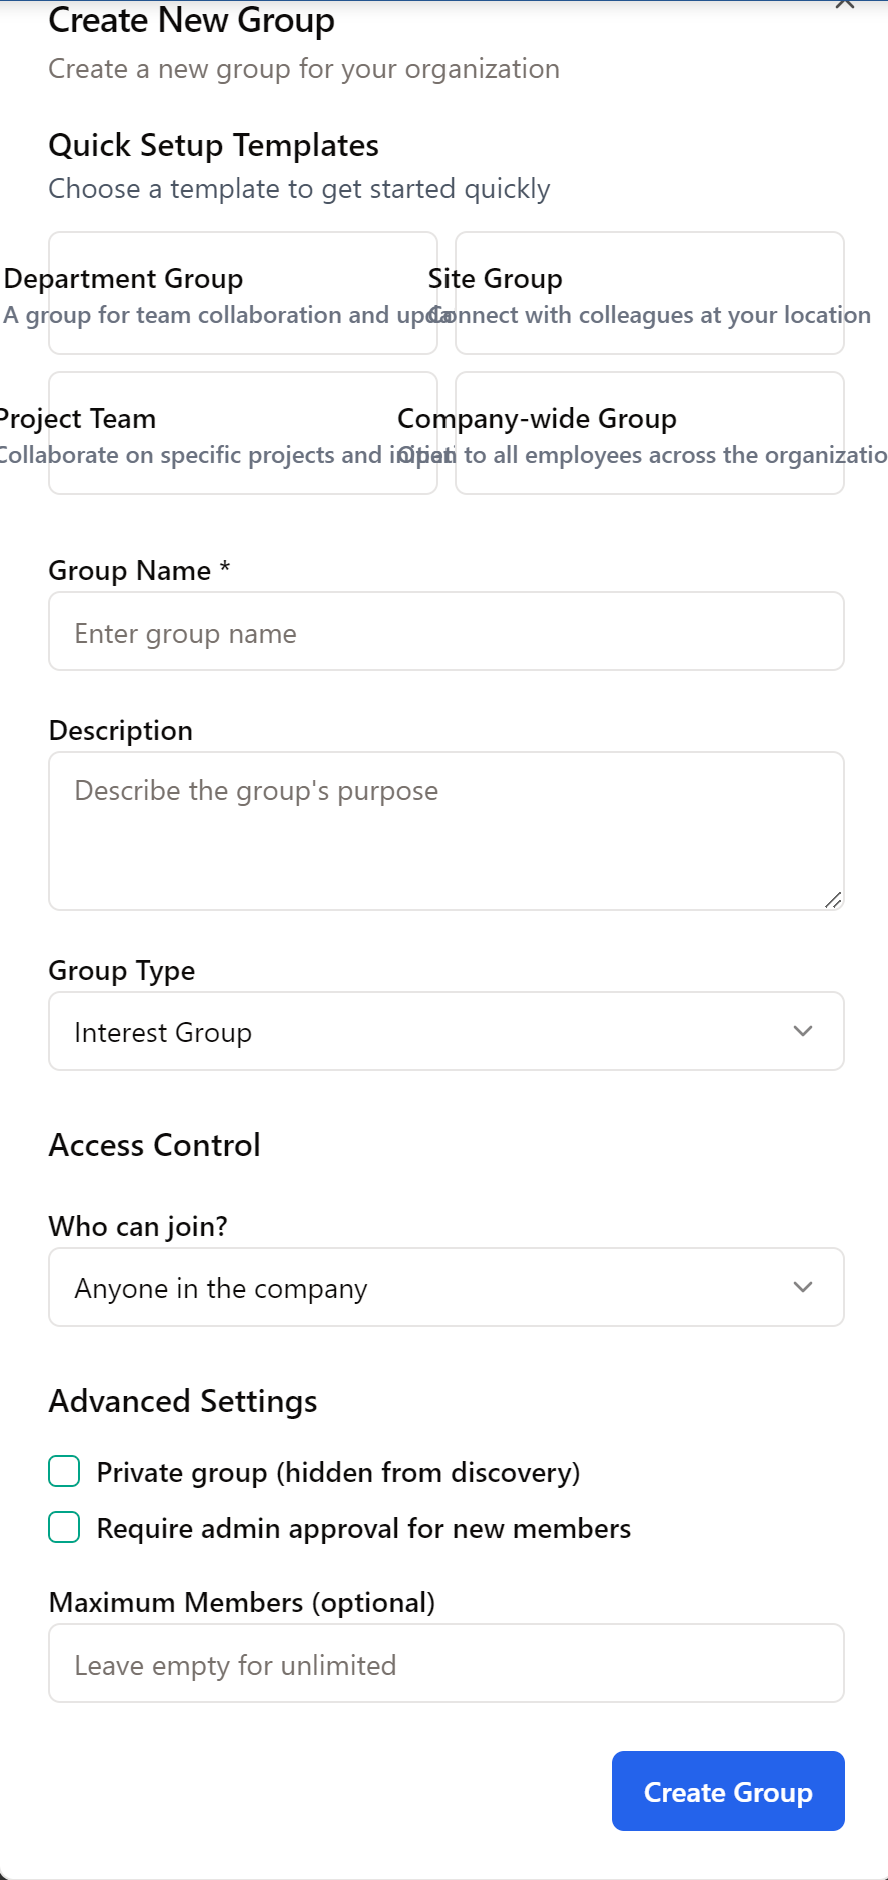 Create New Group
Create a new group for your organization
Quick Setup Templates
Choose a template to get started quickly
Department Group
A group for team collaboration and
Site Group
Connect with colleagues at your location
Project Team
Collaborate on specific projects and
Company-wide Group
Open to all employees across the organizatio
Group Name *
Enter group name
Description
Describe the group's purpose
Group Type
Interest Group
Access Control
Who can join?
Anyone in the company
Advanced Settings
Private group (hidden from discovery)
Require admin approval for new members
Maximum Members (optional)
Leave empty for unlimited
Create Group